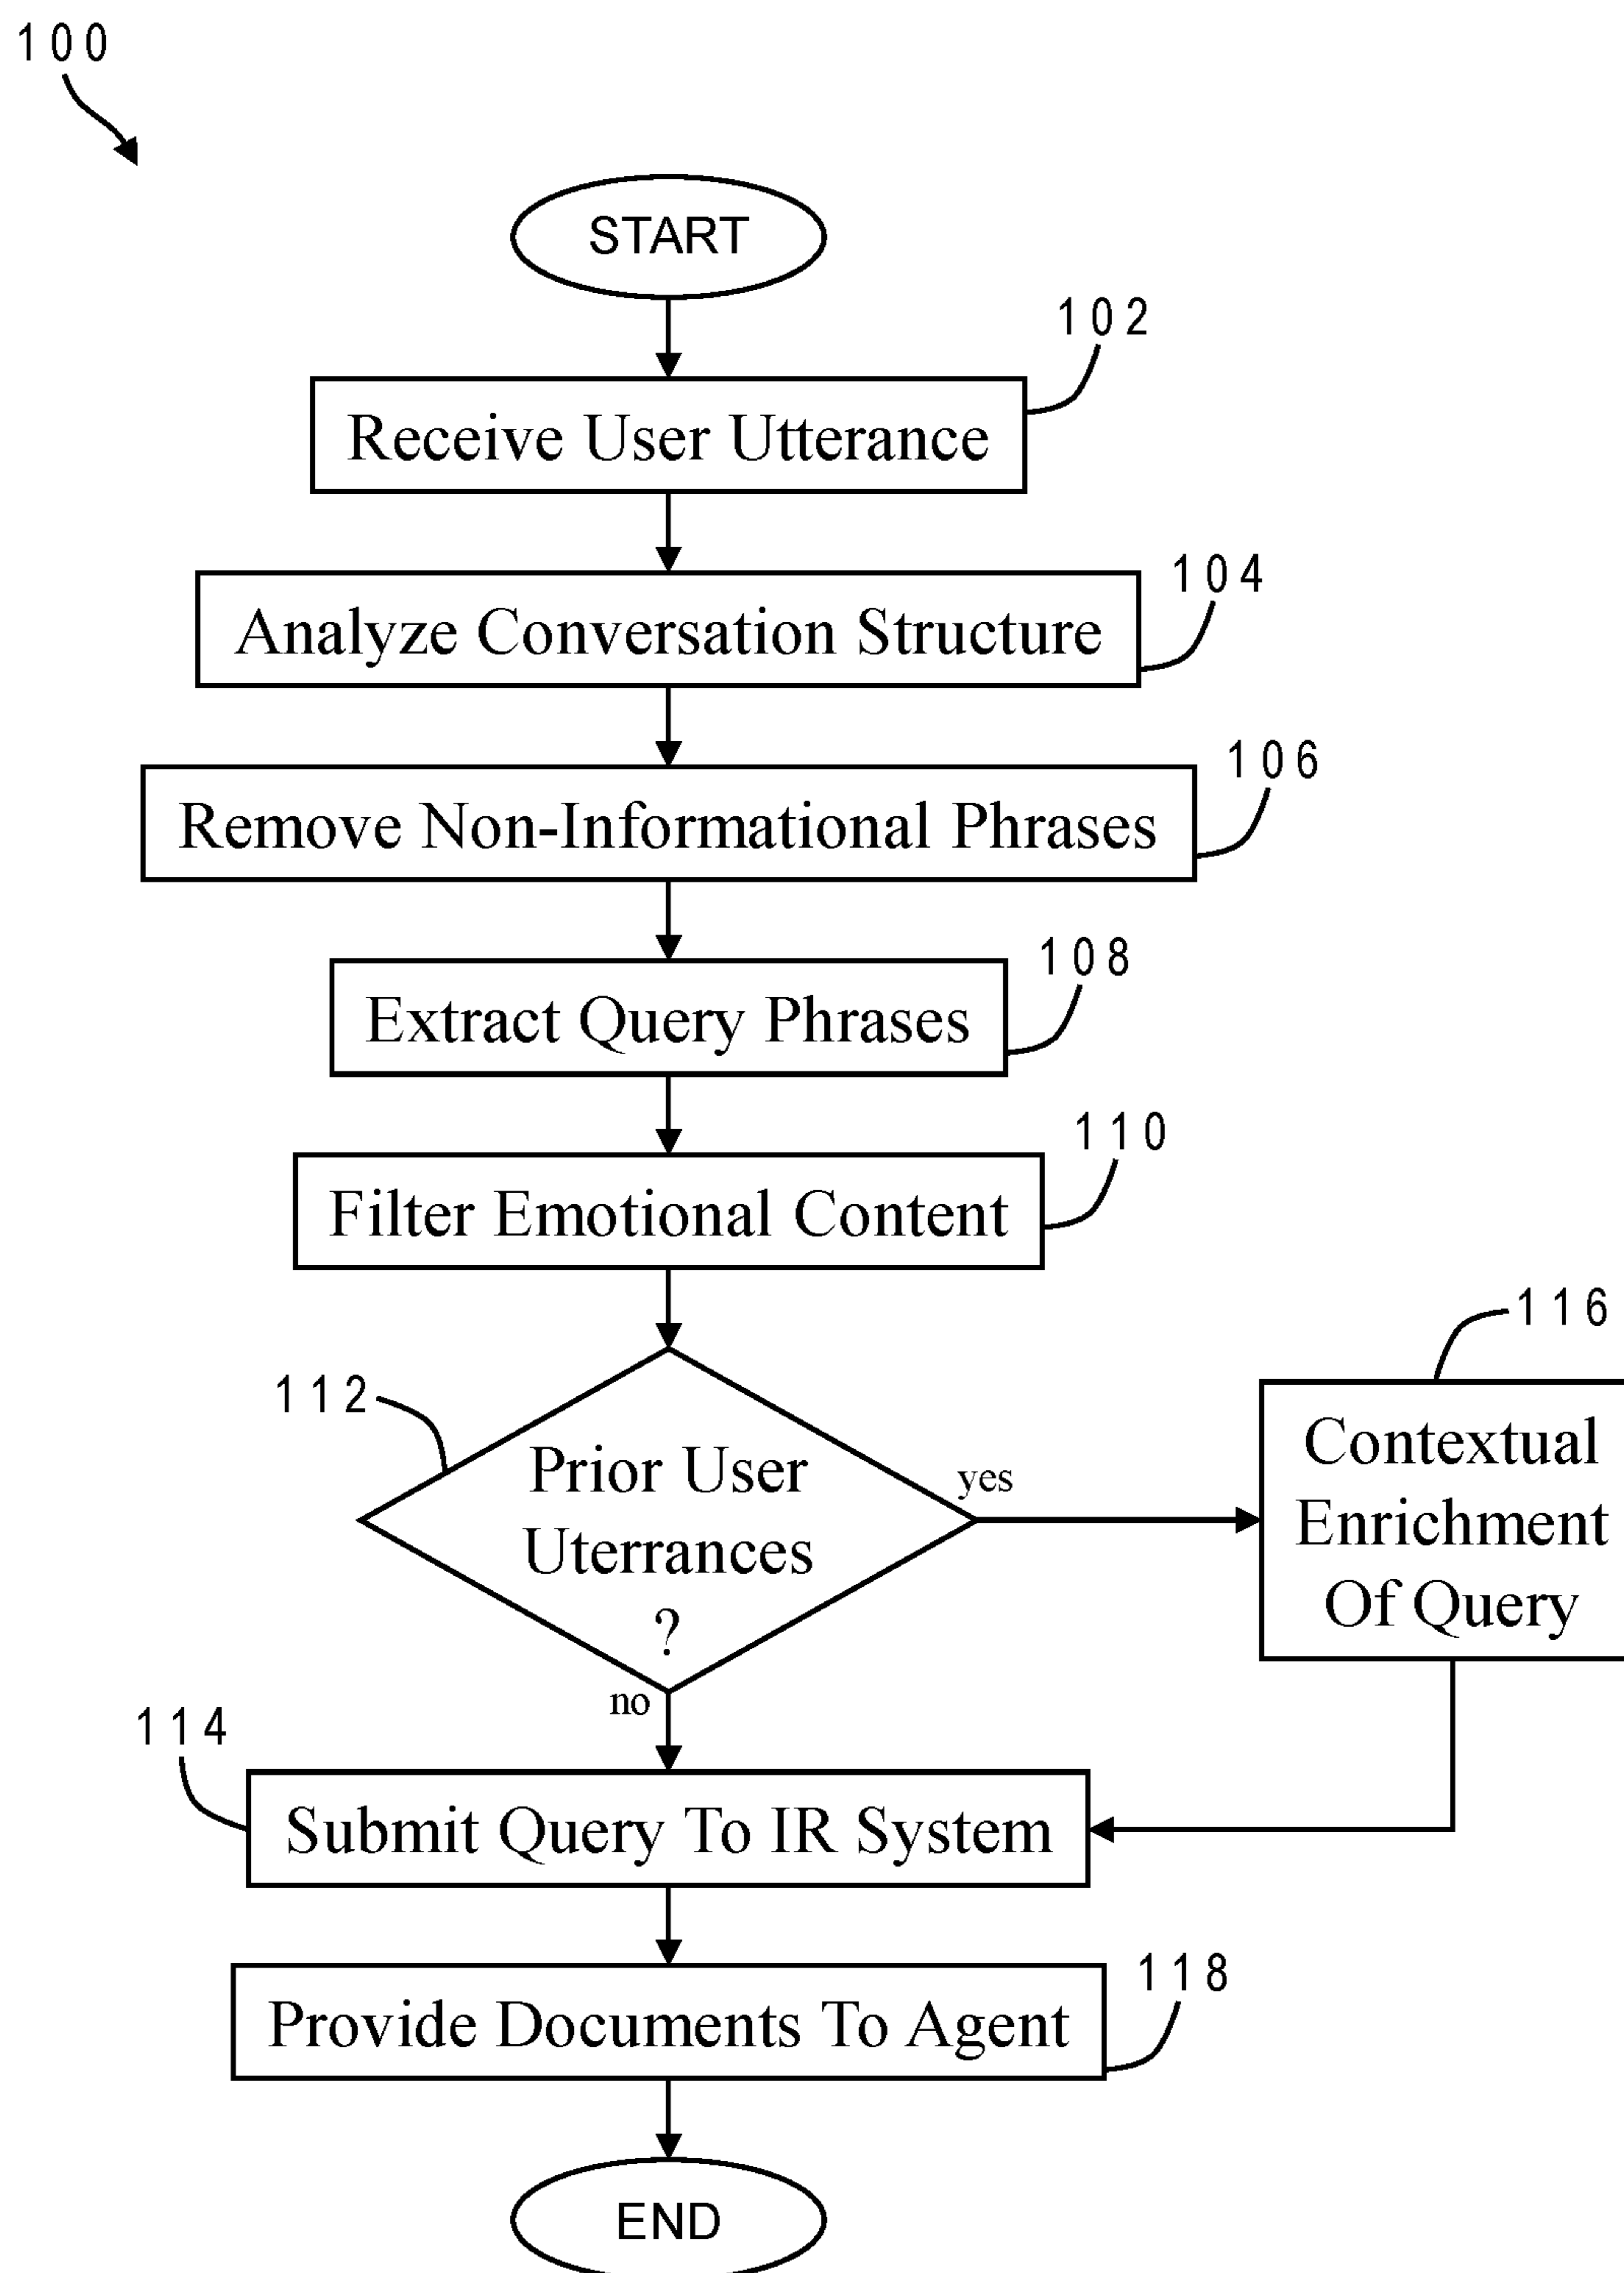 100
START
102
Receive User Utterance
104
Analyze Conversation Structure
106
Remove Non-Informational Phrases
108
Extract Query Phrases
110
Filter Emotional Content
116
112
Prior User
Uterrances
?
yes
no
Contextual
Enrichment
Of Query
114
Submit Query To IR System
118
Provide Documents To Agent
END